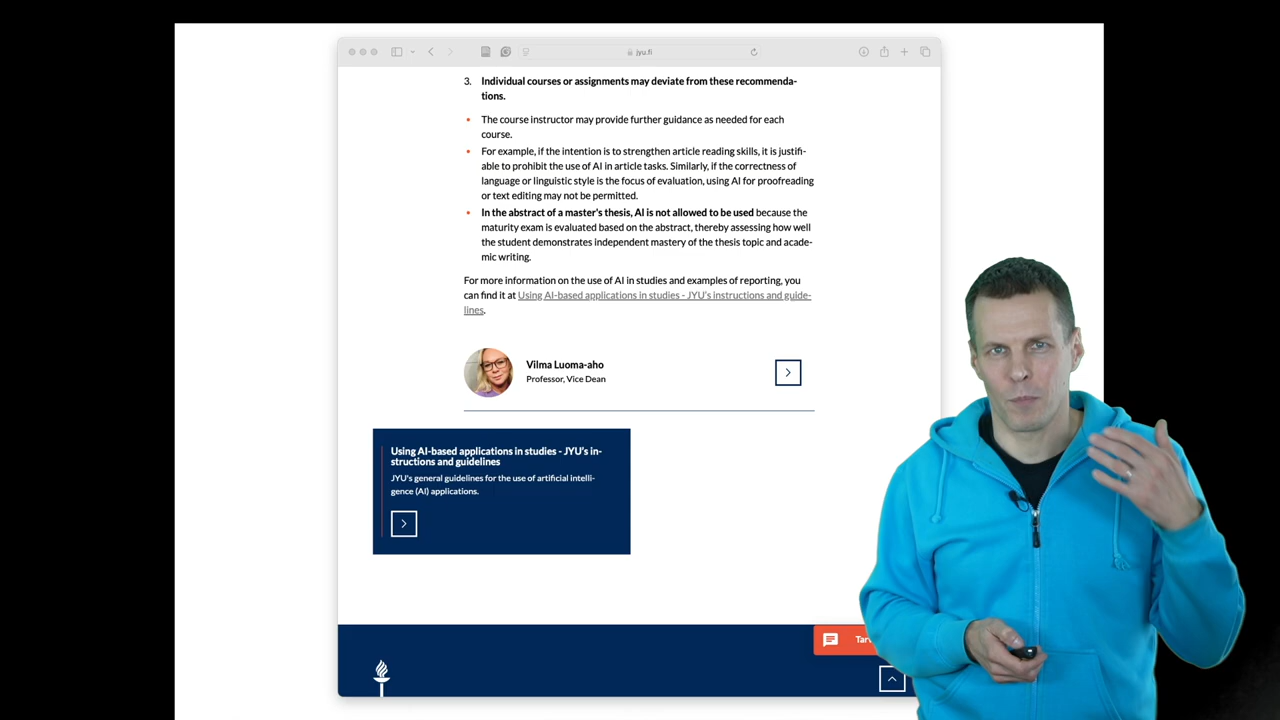 jyu.fi
3. Individual courses or assignments may deviate from these recommenda-
tions.
• The course instructor may provide further guidance as needed for each
course.
• For example, if the intention is to strengthen article reading skills, it is justifi-
able to prohibit the use of AI in article tasks. Similarly, if the correctness of
language or linguistic style is the focus of evaluation, using AI for proofreading
or text editing may not be permitted.
• In the abstract of a master's thesis, AI is not allowed to be used because the
maturity exam is evaluated based on the abstract, thereby assessing how well
the student demonstrates independent mastery of the thesis topic and acade-
mic writing.
For more information on the use of AI in studies and examples of reporting, you
can find it at Using AI-based applications in studies - JYU's instructions and guide-
lines.
Vilma Luoma-aho
Professor, Vice Dean
Using AI-based applications in studies - JYU's in-
structions and guidelines
JYU's general guidelines for the use of artificial intelli-
gence (AI) applications.